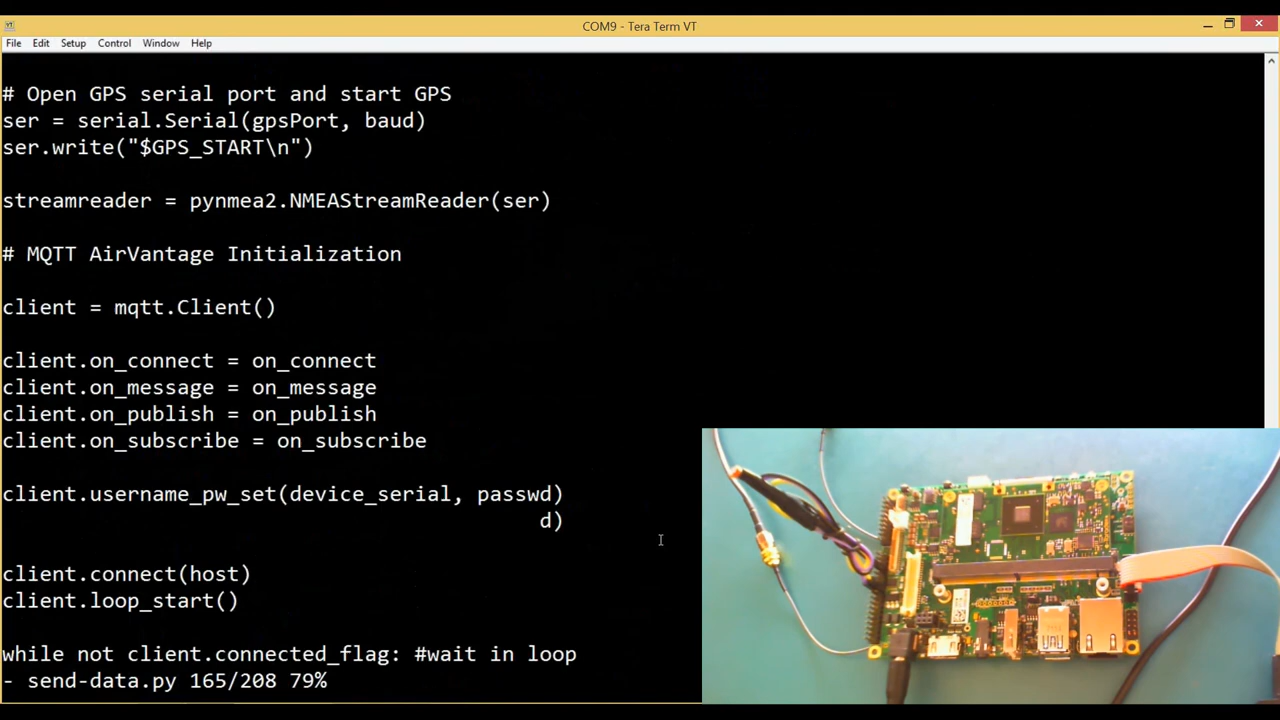 COM9 - Tera Term VT
File Edit Setup Control Window Help
# Open GPS serial port and start GPS
ser = serial.Serial(gpsPort, baud)
ser.write("$GPS_START\n")
streamreader = pynmea2.NMEAStreamReader(ser)
# MQTT AirVantage Initialization
client = mqtt.Client()
client.on_connect = on_connect
client.on_message = on_message
client.on_publish = on_publish
client.on_subscribe = on_subscribe
client.username_pw_set(device_serial, passwd)
d)
client.connect(host)
client.loop_start()
while not client.connected_flag: #wait in loop
- send-data.py 165/208 79%